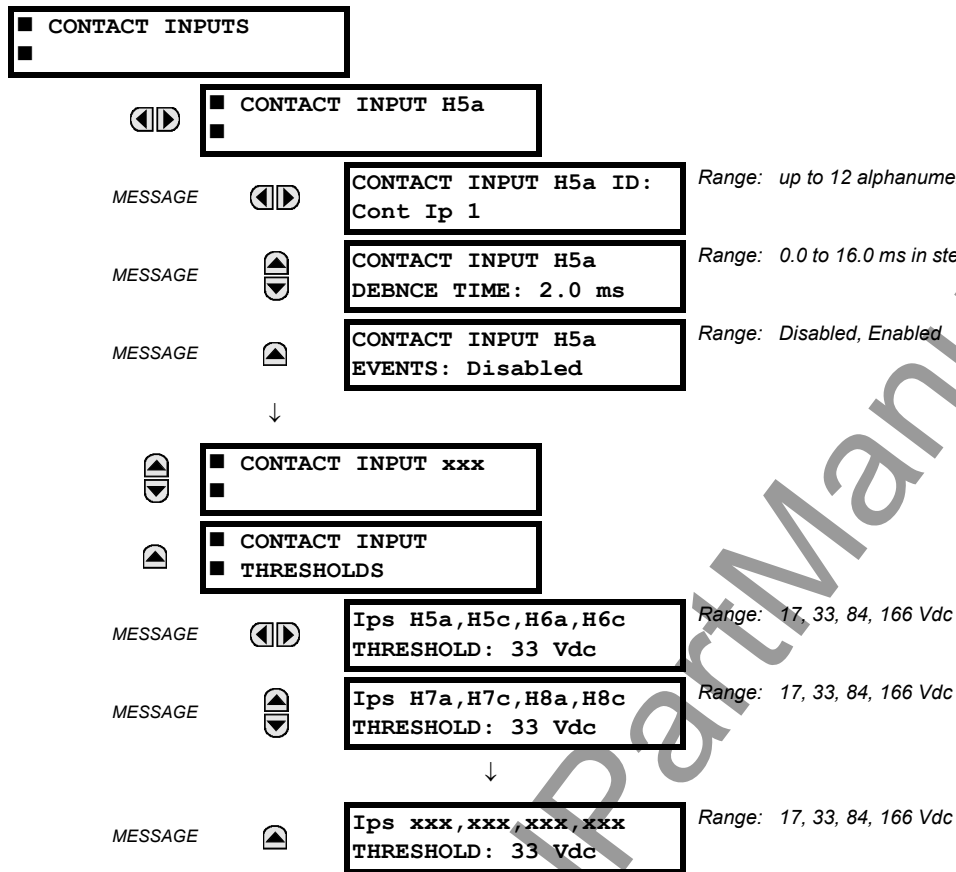 CONTACT INPUTS
CONTACT INPUT H5a
MESSAGE
CONTACT INPUT H5a ID:
Cont Ip 1
Range: up to 12 alphanume
MESSAGE
CONTACT INPUT H5a
DEBNCE TIME: 2.0 ms
Range: 0.0 to 16.0 ms in ste
MESSAGE
CONTACT INPUT H5a
EVENTS: Disabled
Range: Disabled, Enabled
↓
CONTACT INPUT xxx
CONTACT INPUT
THRESHOLDS
MESSAGE
Ips H5a,H5c,H6a,H6c
THRESHOLD: 33 Vdc
Range: 17, 33, 84, 166 Vdc
MESSAGE
Ips H7a,H7c,H8a,H8c
THRESHOLD: 33 Vdc
Range: 17, 33, 84, 166 Vdc
↓
MESSAGE
Ips xxx,xxx,xxx,xxx
THRESHOLD: 33 Vdc
Range: 17, 33, 84, 166 Vdc
lPartMan